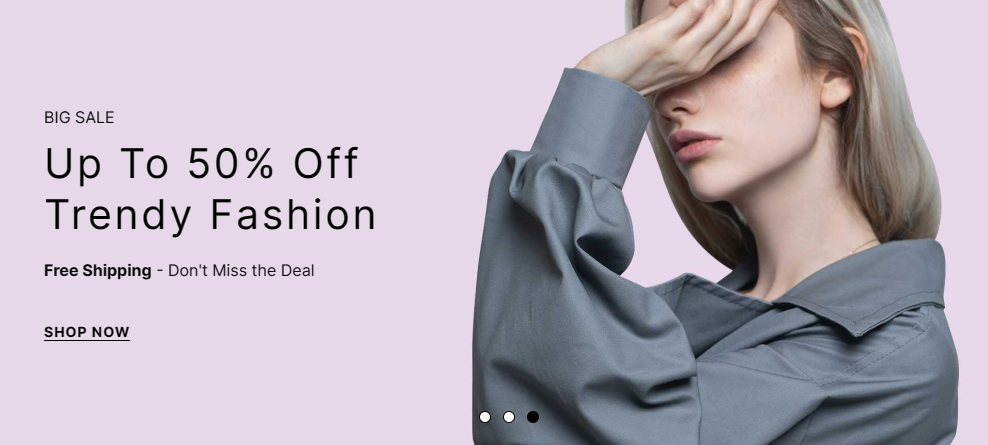 BIG SALE
Up To 50% Off
Trendy Fashion
Free Shipping - Don't Miss the Deal
SHOP NOW